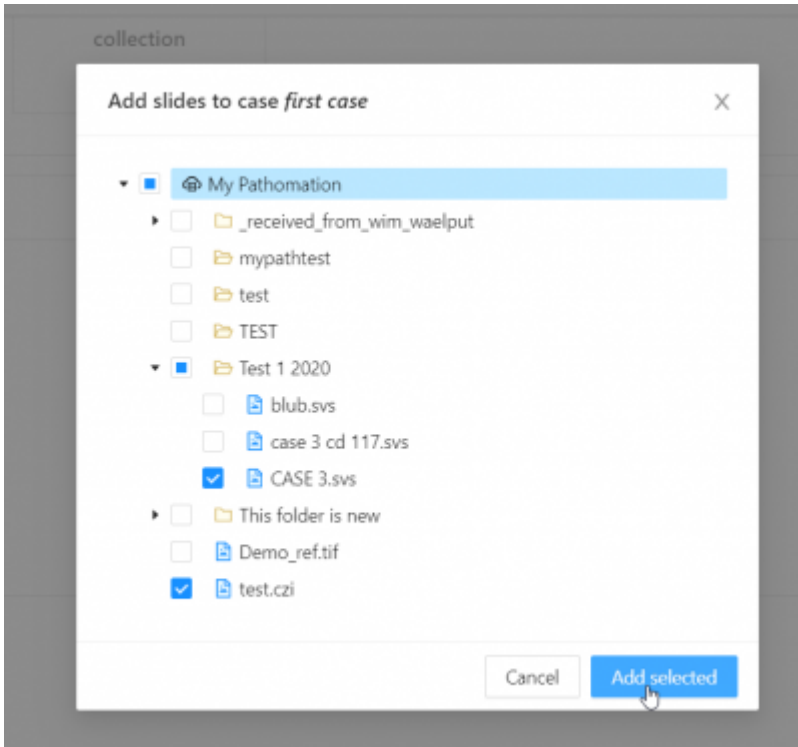 collection
Add slides to case first case
My Pathomation
_received_from_wim_waelput
mypathtest
test
TEST
Test 1 2020
blub.svs
case 3 cd 117.svs
CASE 3.svs
This folder is new
Demo_ref.tif
test.czi
Cancel
Add selected